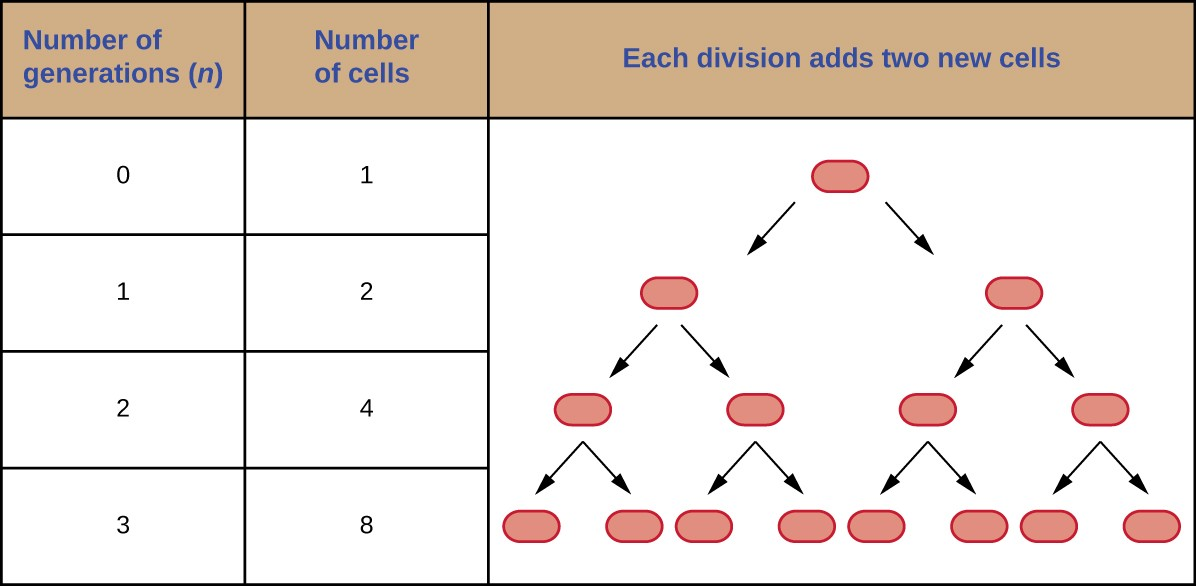 Number of
generations (n)
Number
of cells
Each division adds two new cells
0
1
1
2
2
4
3
8